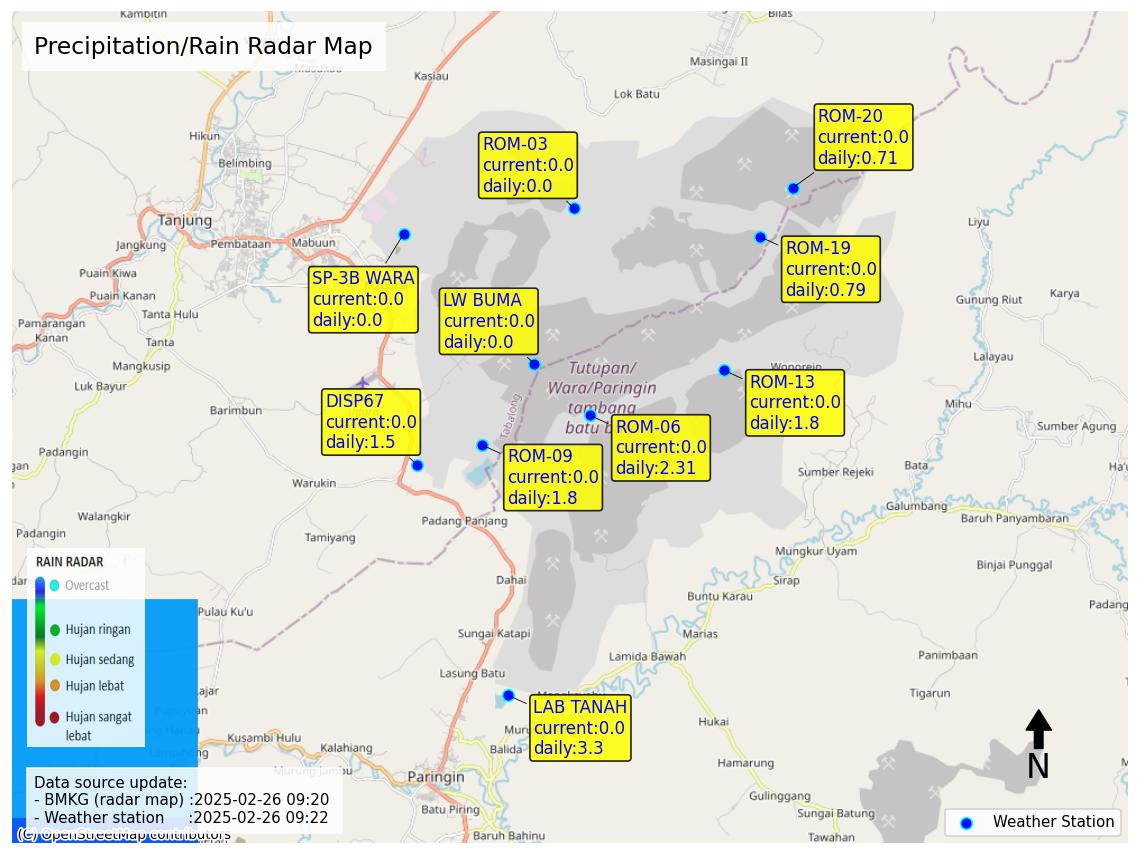 Kambitin
Bilas
Precipitation/Rain Radar Map
Masukau
Kasiau
Masingai II
Lok Batu
Hikun
Belimbing
ROM-03
current:0.0
daily:0.0
ROM-20
current:0.0
daily:0.71
Tanjung
Jangkung
Pembataan
Mabuun
Liyu
ROM-19
current:0.0
daily:0.79
Puain Kiwa
Puain Kanan
SP-3B WARA
current:0.0
daily:0.0
LW BUMA
current:0.0
daily:0.0
Gunung Riut
Karya
Tanta Hulu
Pamarangan
Kanan
Tanta
Mangkusip
Luk Bayur
Lalayau
Wonorejo
Tutupan/
Wara/Paringin
tambang
batu b
Tabalong
ROM-13
current:0.0
daily:1.8
Mihu
Barimbun
DISP67
current:0.0
daily:1.5
ROM-06
current:0.0
daily:2.31
Sumber Agung
ROM-09
current:0.0
daily:1.8
Padangin
gan
Warukin
Sumber Rejeki
Bata
Ha'u
Galumbang
Baruh Panyambaran
Walangkir
Padangin
Padang Panjang
Tamiyang
Mungkur Uyam
Binjai Punggal
RAIN RADAR
Overcast
Hujan ringan
Hujan sedang
Hujan lebat
Hujan sangat
lebat
Dahai
Sirap
Buntu Karau
Padang
Pulau Ku'u
Sungai Katapi
Marias
Lamida Bawah
Panimbaan
Lasung Batu
Tigarun
LAB TANAH
current:0.0
daily:3.3
Hukai
Kusambi Hulu
Kalahiang
Balida
Murung Jambu
Paringin
Hamarung
N
Gulinggang
Batu Piring
Sungai Batung
Tawahan
Baruh Bahinu
Data source update:
- BMKG (radar map) :2025-02-26 09:20
- Weather station :2025-02-26 09:22
Weather Station
(C) OpenStreetMap contributors